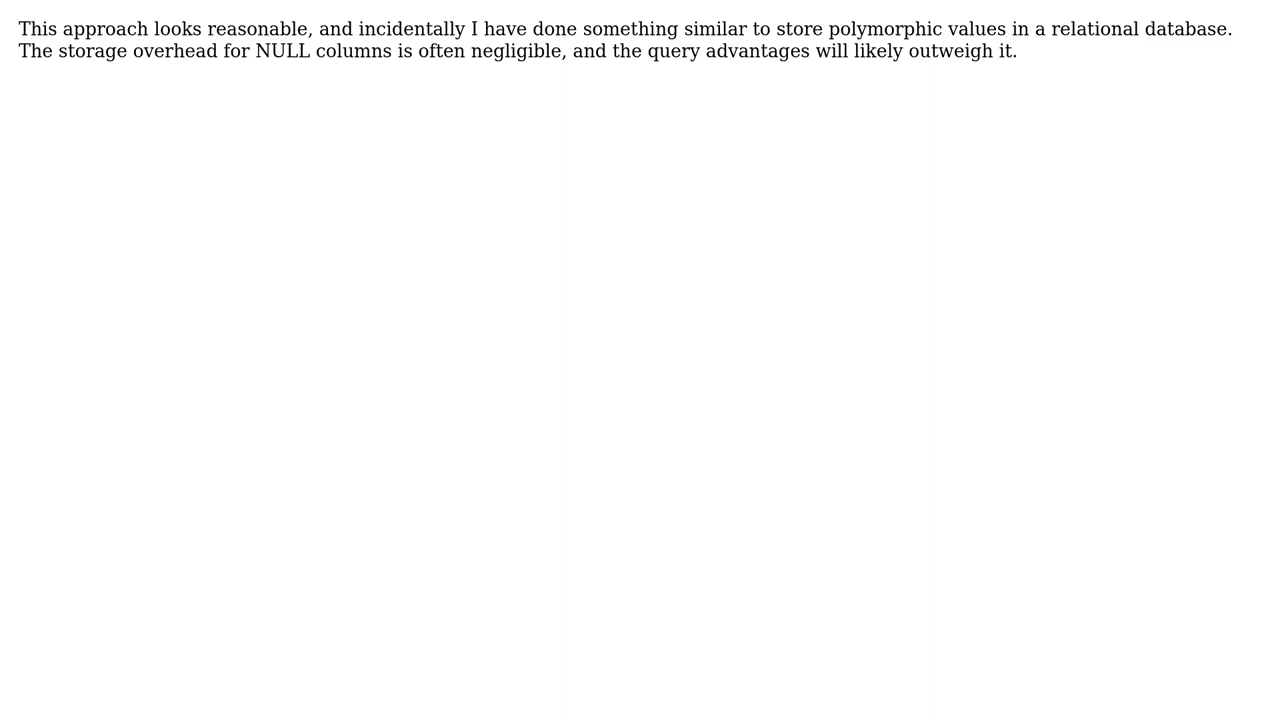 This approach looks reasonable, and incidentally I have done something similar to store polymorphic values in a relational database.
The storage overhead for NULL columns is often negligible, and the query advantages will likely outweigh it.